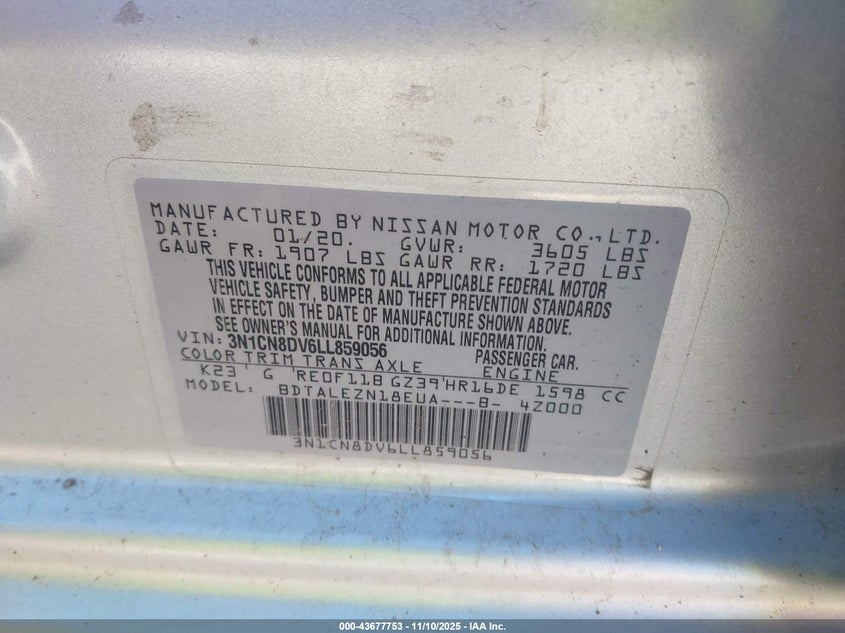 MANUFACTURED BY NISSAN MOTOR CO., LTD.
DATE: 01/20. GVWR: 3605 LBS
GAWR FR: 1907 LBS GAWR RR: 1720 LBS
THIS VEHICLE CONFORMS TO ALL APPLICABLE FEDERAL MOTOR
VEHICLE SAFETY, BUMPER AND THEFT PREVENTION STANDARDS
IN EFFECT ON THE DATE OF MANUFACTURE SHOWN ABOVE.
SEE OWNER'S MANUAL FOR ADDITIONAL INFORMATION.
VIN: 3N1CN8DV6LL859056 PASSENGER CAR.
COLOR TRIM TRANS AXLE ENGINE
K23 G RE0F11B GZ39 HR16DE 1598 CC
MODEL: BDTALEZN18EUA---B- 4Z000
3N1CN8DV6LL859056
000-43677753 - 11/10/2025 - IAA Inc.